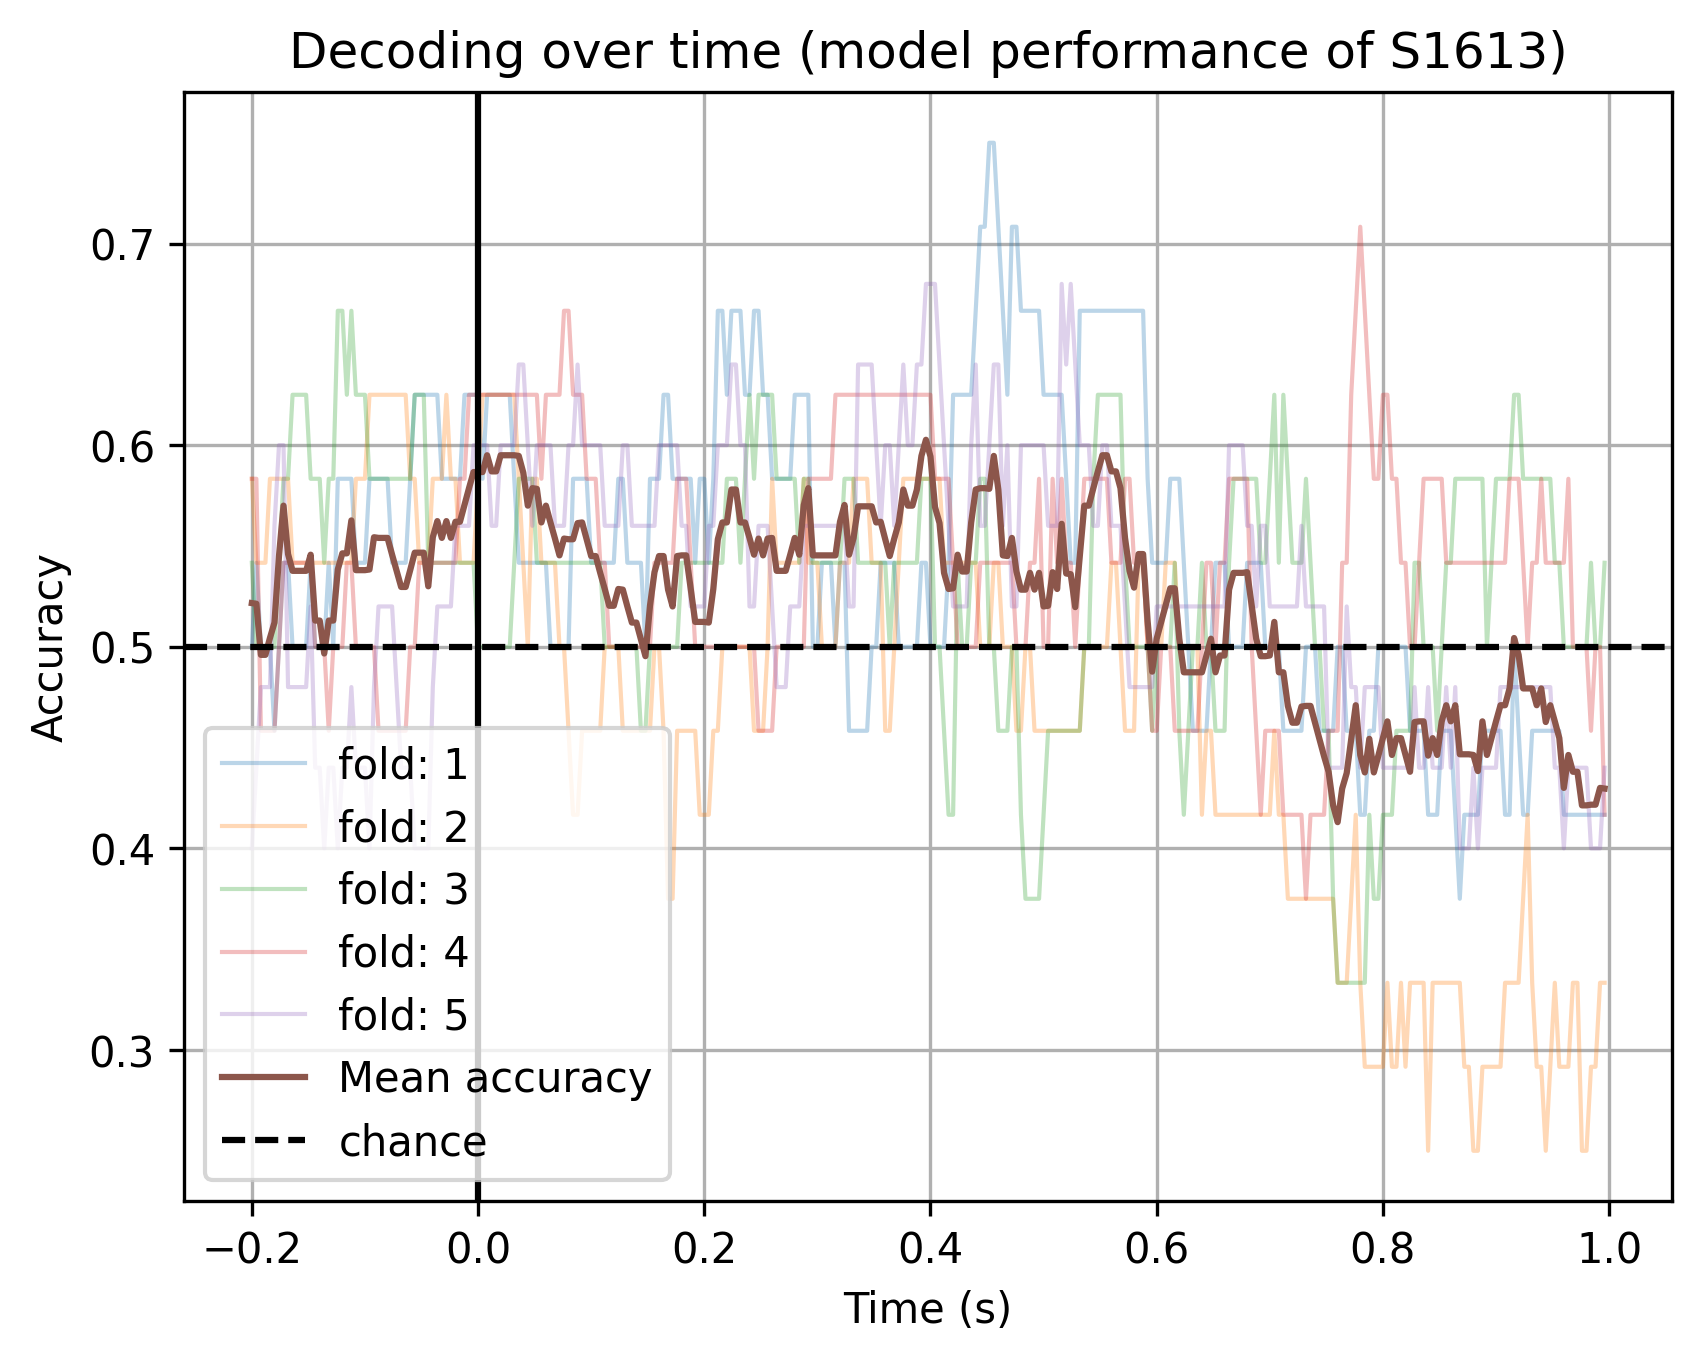 Decoding over time (model performance of S1613)
Accuracy
0.7
0.6
0.5
0.4
0.3
fold: 1
fold: 2
fold: 3
fold: 4
fold: 5
Mean accuracy
chance
−0.2 0.0 0.2 0.4 0.6 0.8 1.0
Time (s)